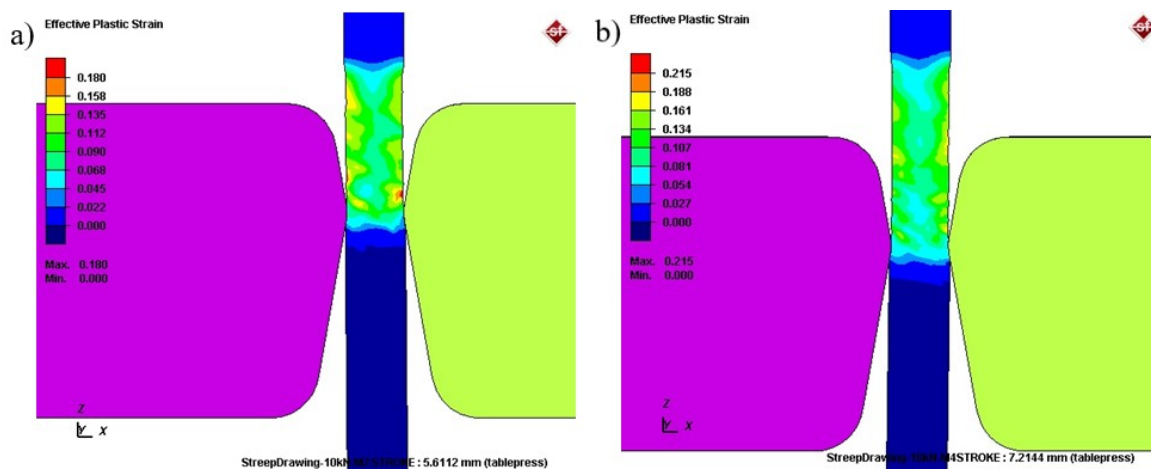 a)
Effective Plastic Strain
sf
0.180
0.158
0.135
0.112
0.090
0.068
0.045
0.022
0.000
Max. 0.180
Min. 0.000
Z
Y X
5.6112 mm (tablepress)
b)
Effective Plastic Strain
sf
0.215
0.188
0.161
0.134
0.107
0.081
0.054
0.027
0.000
Max. 0.215
Min. 0.000
Z
Y X
: 7.2144 mm (tablepress)